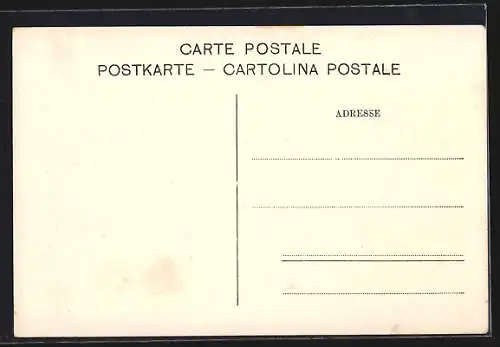 CARTE POSTALE
POSTKARTE — CARTOLINA POSTALE
ADRESSE